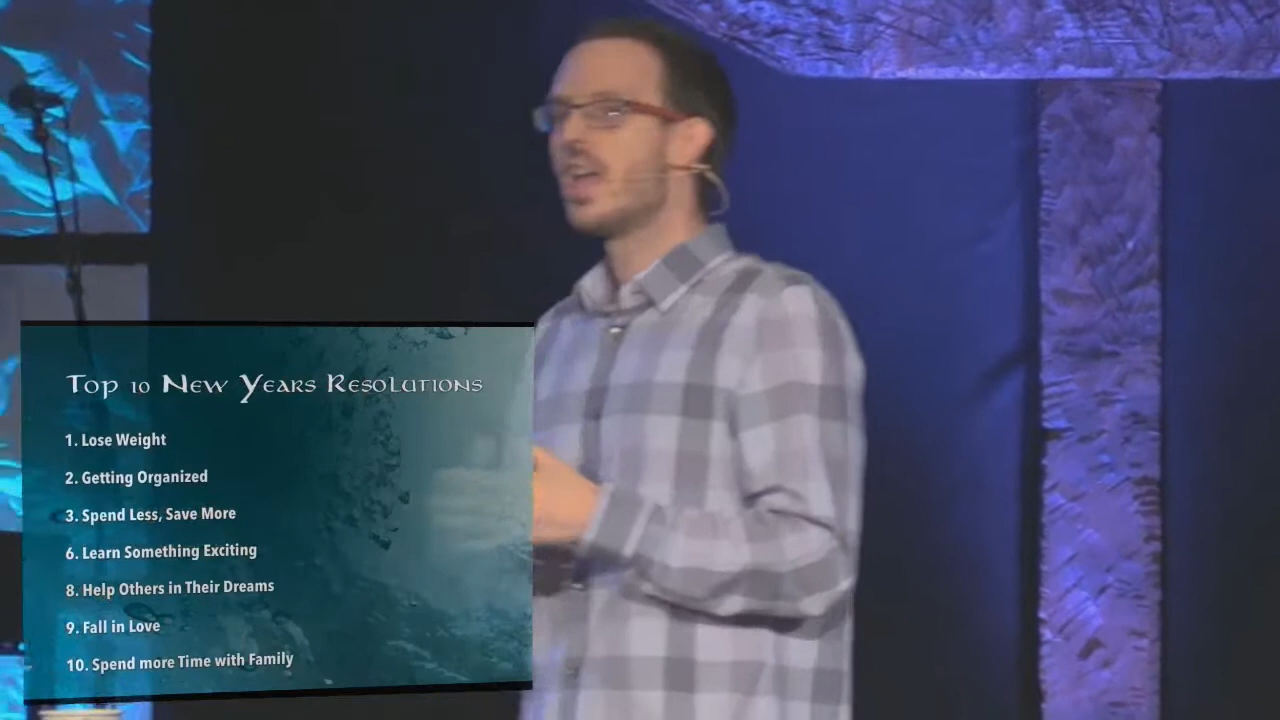 Top 10 New Years Resolutions
1. Lose Weight
2. Getting Organized
3. Spend Less, Save More
6. Learn Something Exciting
8. Help Others in Their Dreams
9. Fall in Love
10. Spend more Time with Family